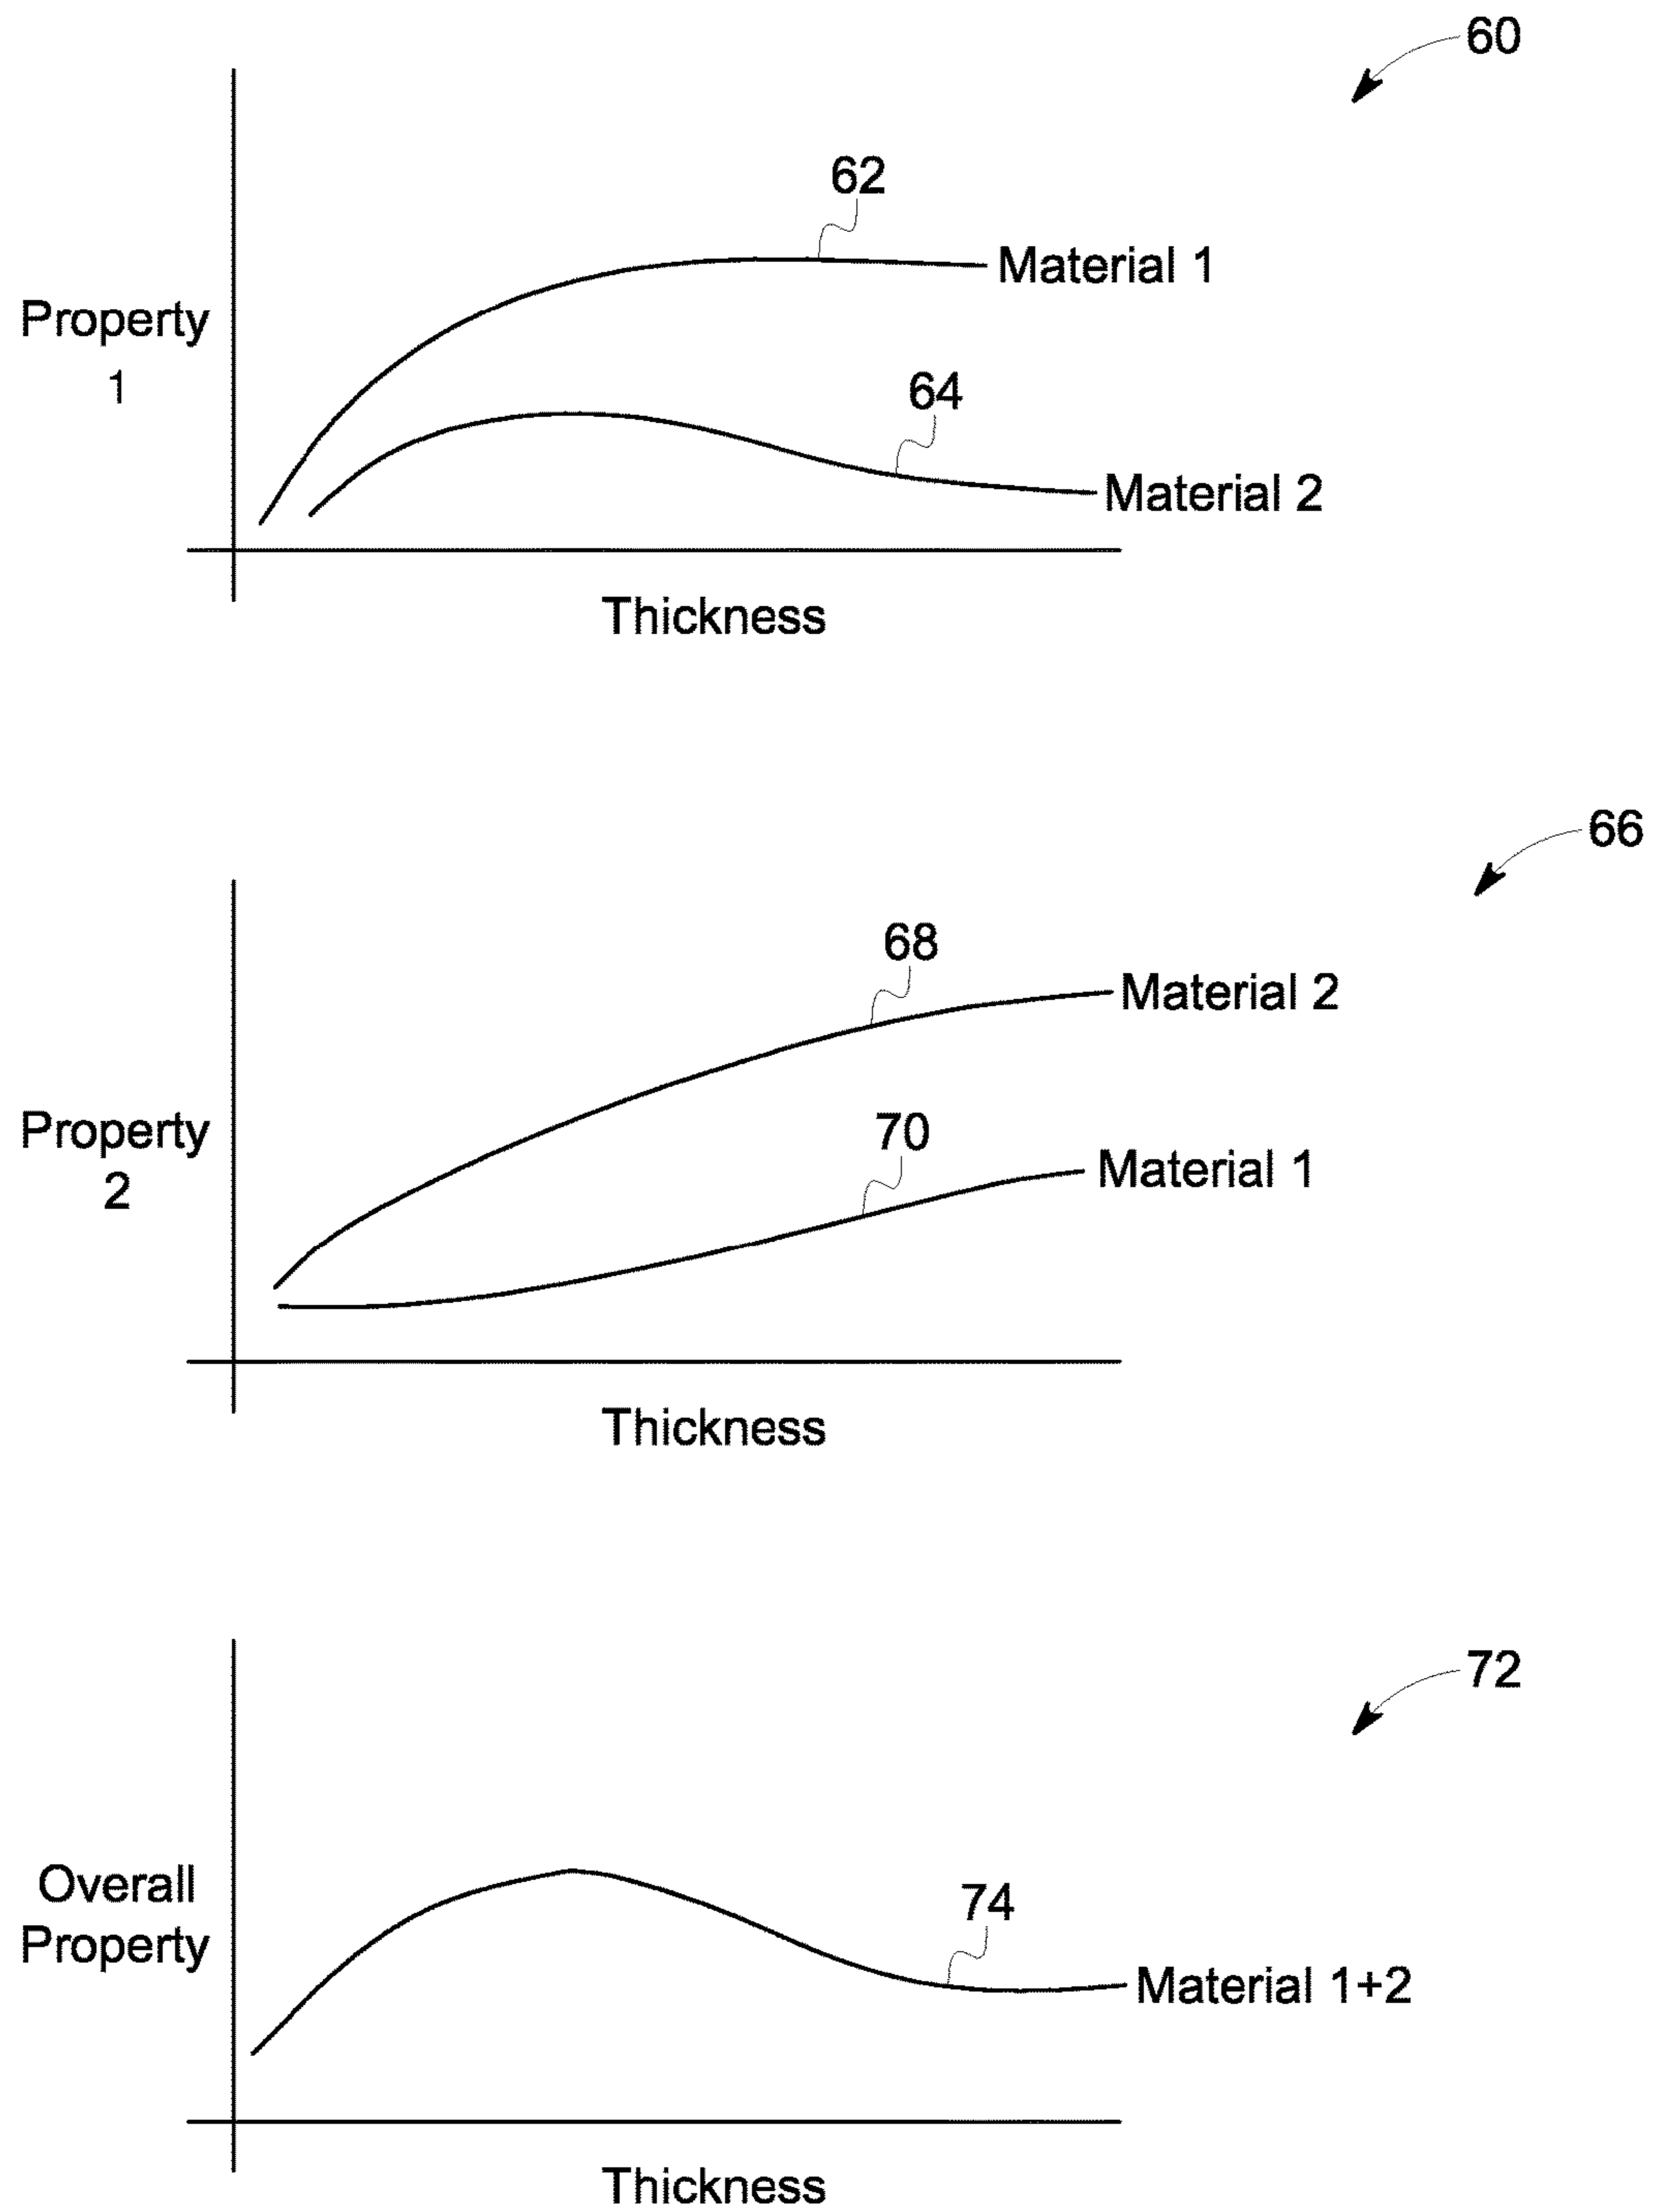 60
62
Material 1
Property
1
64
Material 2
Thickness
66
68
Material 2
Property
2
70
Material 1
Thickness
72
Overall
Property
74
Material 1+2
Thickness